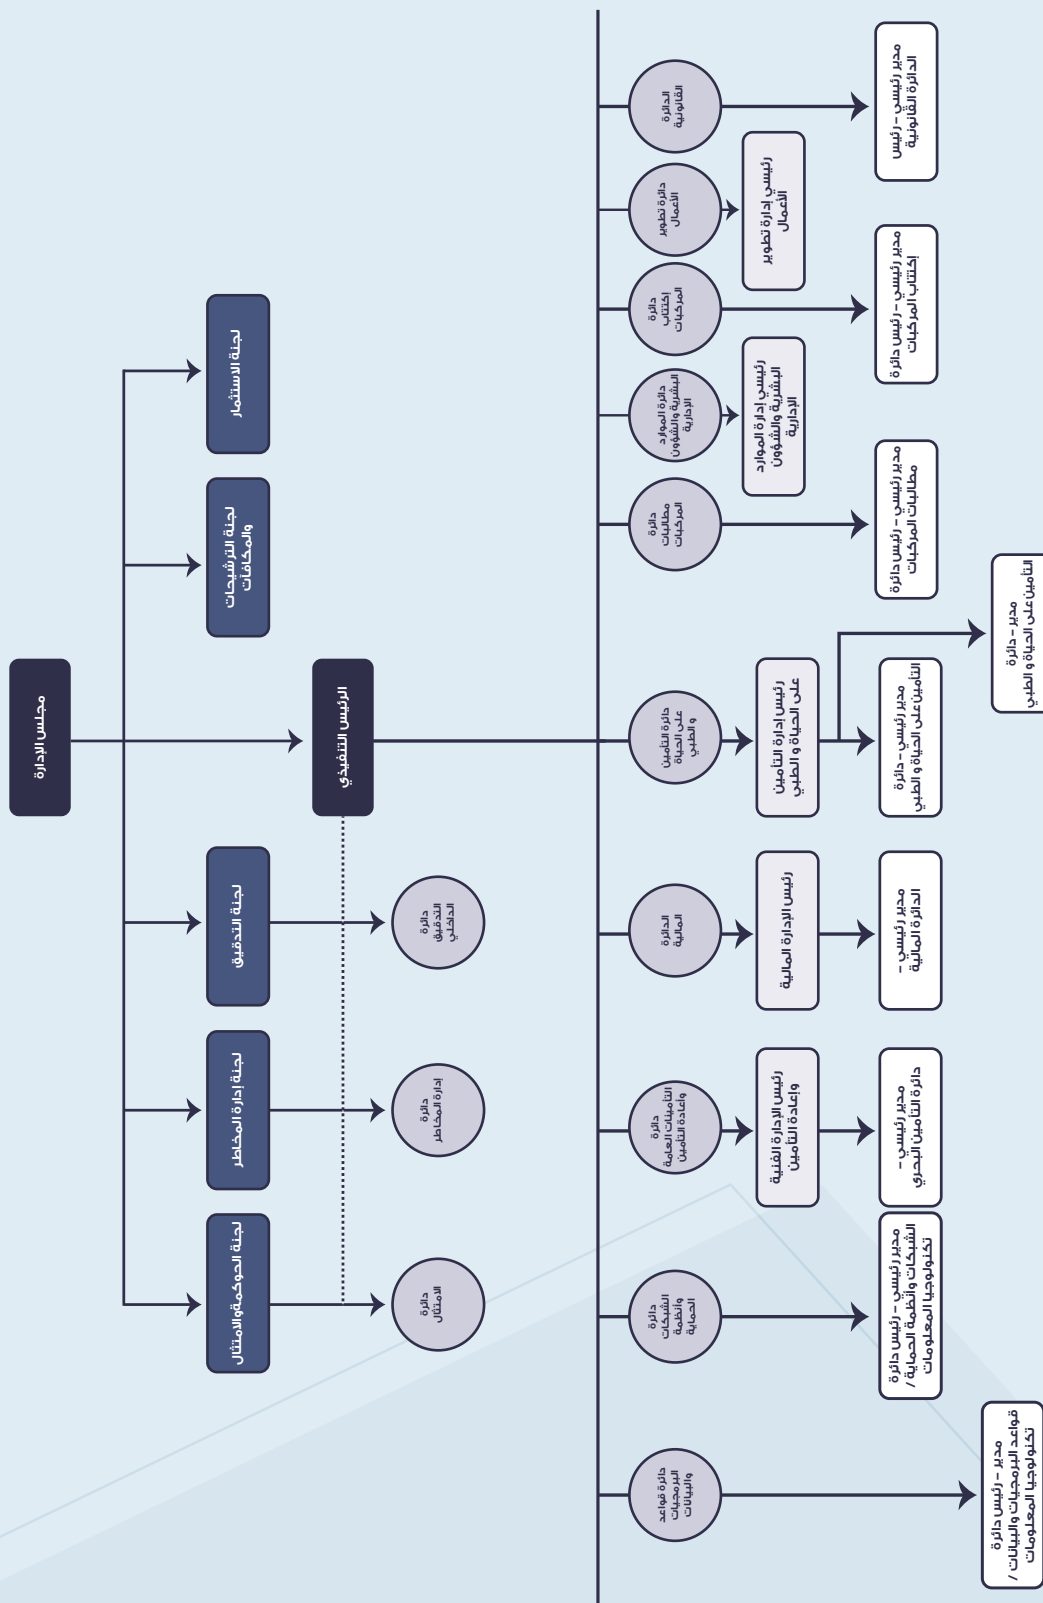 مجلس الإدارة
لجنة الاستثمار
لجنة الترشيحات
والمكافآت
لجنة التدقيق
لجنة إدارة المخاطر
لجنة الحوكمةوالامتثال
الرئيس التنفيذي
دائرة
التدقيق
الداخلي
دائرة
إدارة المخاطر
دائرة
الامتثال
الدائرة
القانونية
دائرة تطوير
الأعمال
دائرة
إكتتاب
المركبات
دائرة الموارد
البشرية والشؤون
الإدارية
دائرة
مطالبات
المركبات
دائرة التأمين
على الحياة
و الطبي
الدائرة
المالية
دائرة
التأمينات العامة
وأعادة التأمين
دائرة
الشبكات
وأنظمة
الحماية
دائرة قواعد
البرمجيات
والبيانات
رئيسي إدارة تطوير
الأعمال
رئيسي إدارة الموارد
البشرية والشؤون
الإدارية
رئيس إدارة التأمين
على الحياة و الطبي
رئيس الإدارة المالية
رئيس الإدارة الفنية
وإعادة التأمين
مدير رئيسي – رئيس
الدائرة القانونية
مدير رئيسي – رئيس دائرة
إكتتاب المركبات
مدير رئيسي – رئيس دائرة
مطالبات المركبات
مدير رئيسي – دائرة
التأمين على الحياة و الطبي
مدير – دائرة
التأمين على الحياة و الطبي
مدير رئيسي –
الدائرة المالية
مدير رئيسي –
دائرة التأمين البحري
مدير رئيسي – رئيس دائرة
الشبكات وأنظمة الحماية /
تكنولوجيا المعلومات
مدير – رئيس دائرة
قواعد البرمجيات والبيانات /
تكنولوجيا المعلومات